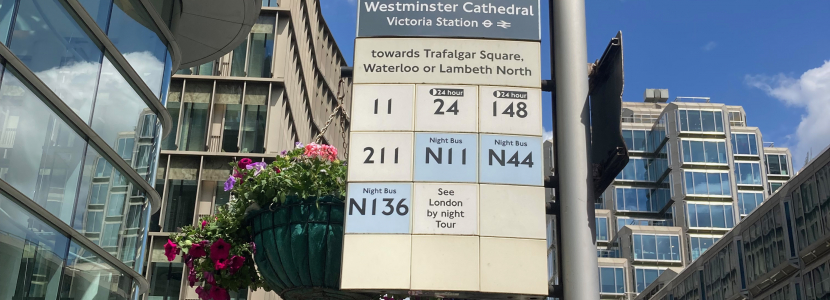 Westminster Cathedral
Victoria Station
towards Trafalgar Square,
Waterloo or Lambeth North
24 hour 24 hour
11 24 148
Night Bus Night Bus
211 N11 N44
Night Bus
N136
See
London
by night
Tour